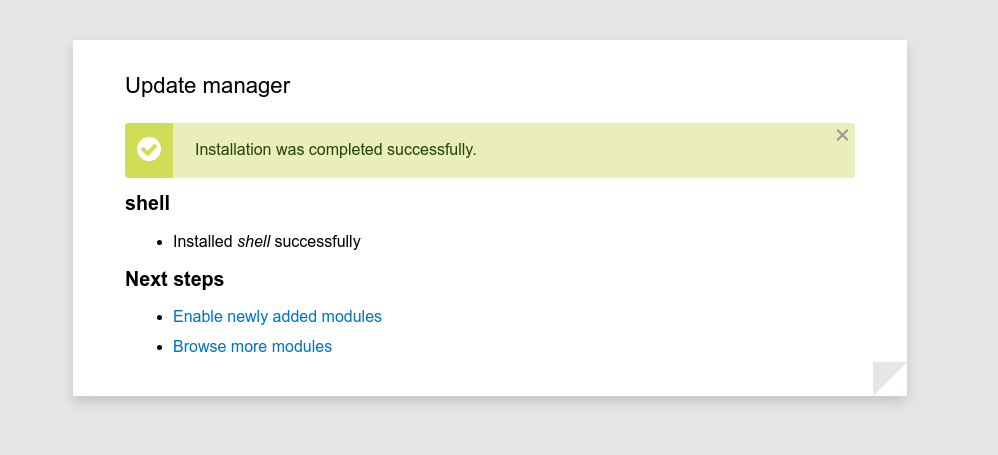 Update manager
Installation was completed successfully.
shell
Installed shell successfully
Next steps
Enable newly added modules
Browse more modules